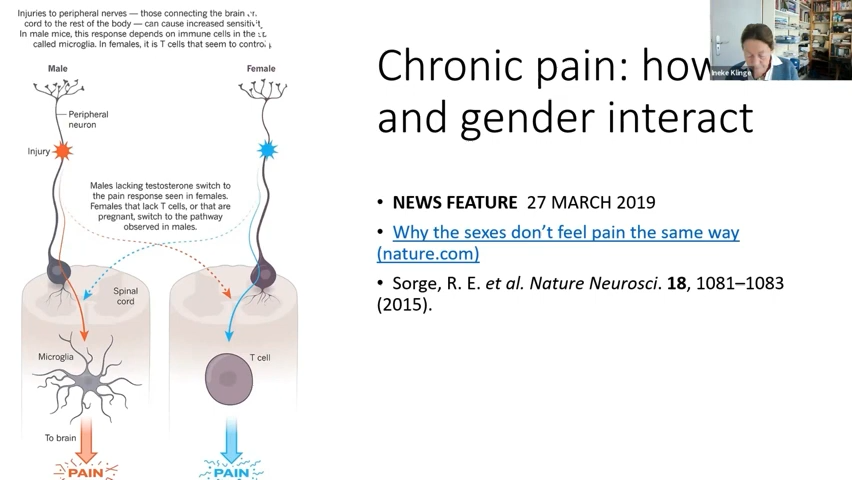 Injuries to peripheral nerves — those connecting the brain
cord to the rest of the body — can cause increased
In male mice, this response depends on immune cells in the
called microglia. In females, it is T cells that seem to
Male
Female
Peripheral
neuron
Injury
Males lacking testosterone switch to
the pain response seen in females.
Females that lack T cells, or that are
pregnant, switch to the pathway
observed in males.
Spinal
cord
Microglia
T cell
To brain
PAIN
PAIN
Chronic pain: how
and gender interact
• NEWS FEATURE 27 MARCH 2019
• Why the sexes don’t feel pain the same way
(nature.com)
• Sorge, R. E. et al. Nature Neurosci. 18, 1081–1083
(2015).
Ineke Klinge